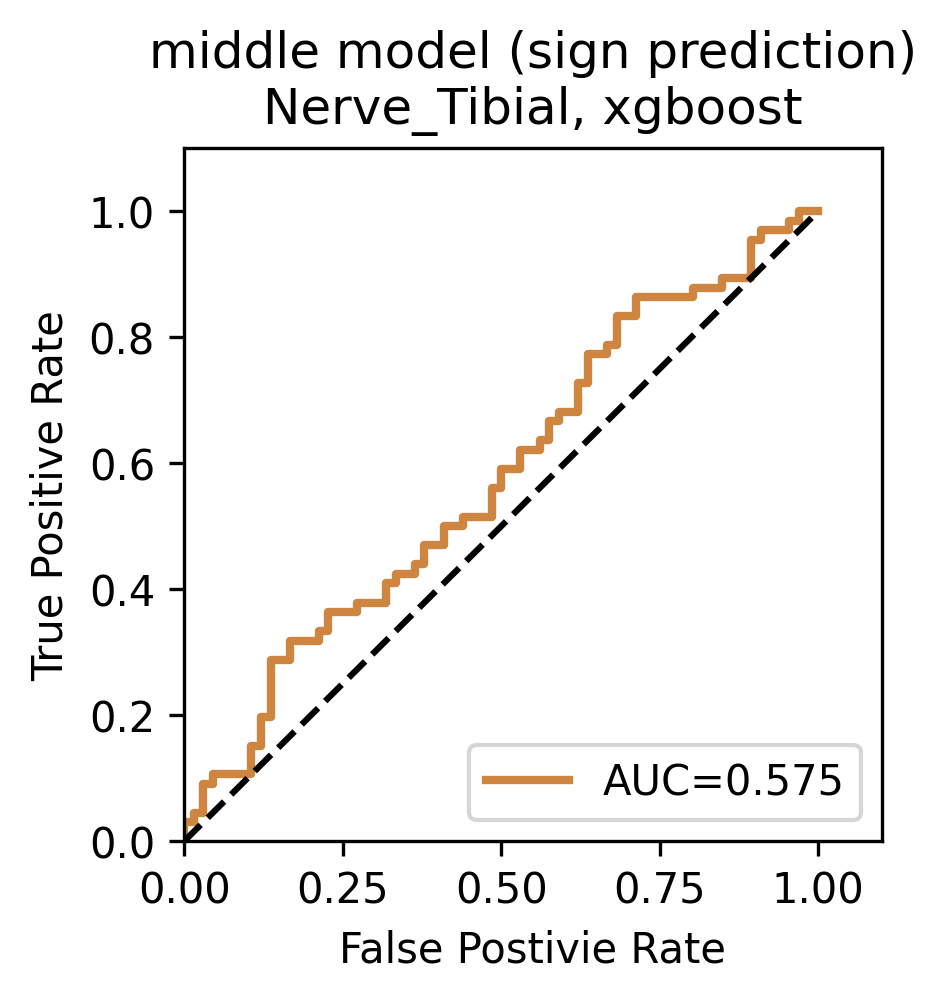 middle model (sign prediction)
Nerve_Tibial, xgboost
1.0
0.8
0.6
0.4
0.2
0.0
True Positive Rate
AUC=0.575
0.00 0.25 0.50 0.75 1.00
False Postivie Rate